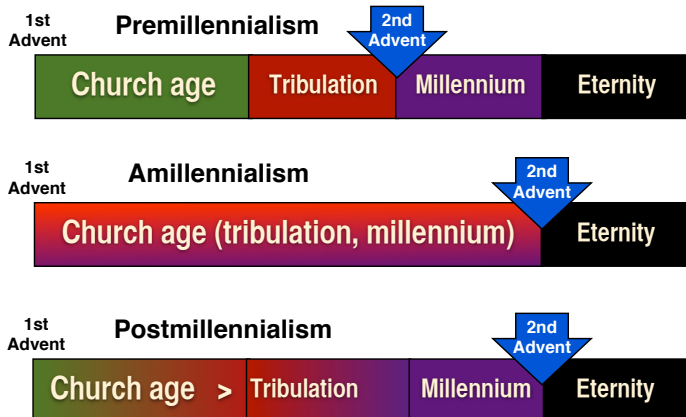 1st
Advent
Premillennialism
2nd
Advent
Church age
Tribulation
Millennium
Eternity
1st
Advent
Amillennialism
2nd
Advent
Church age (tribulation, millennium)
Eternity
1st
Advent
Postmillennialism
2nd
Advent
Church age >
Tribulation
Millennium
Eternity